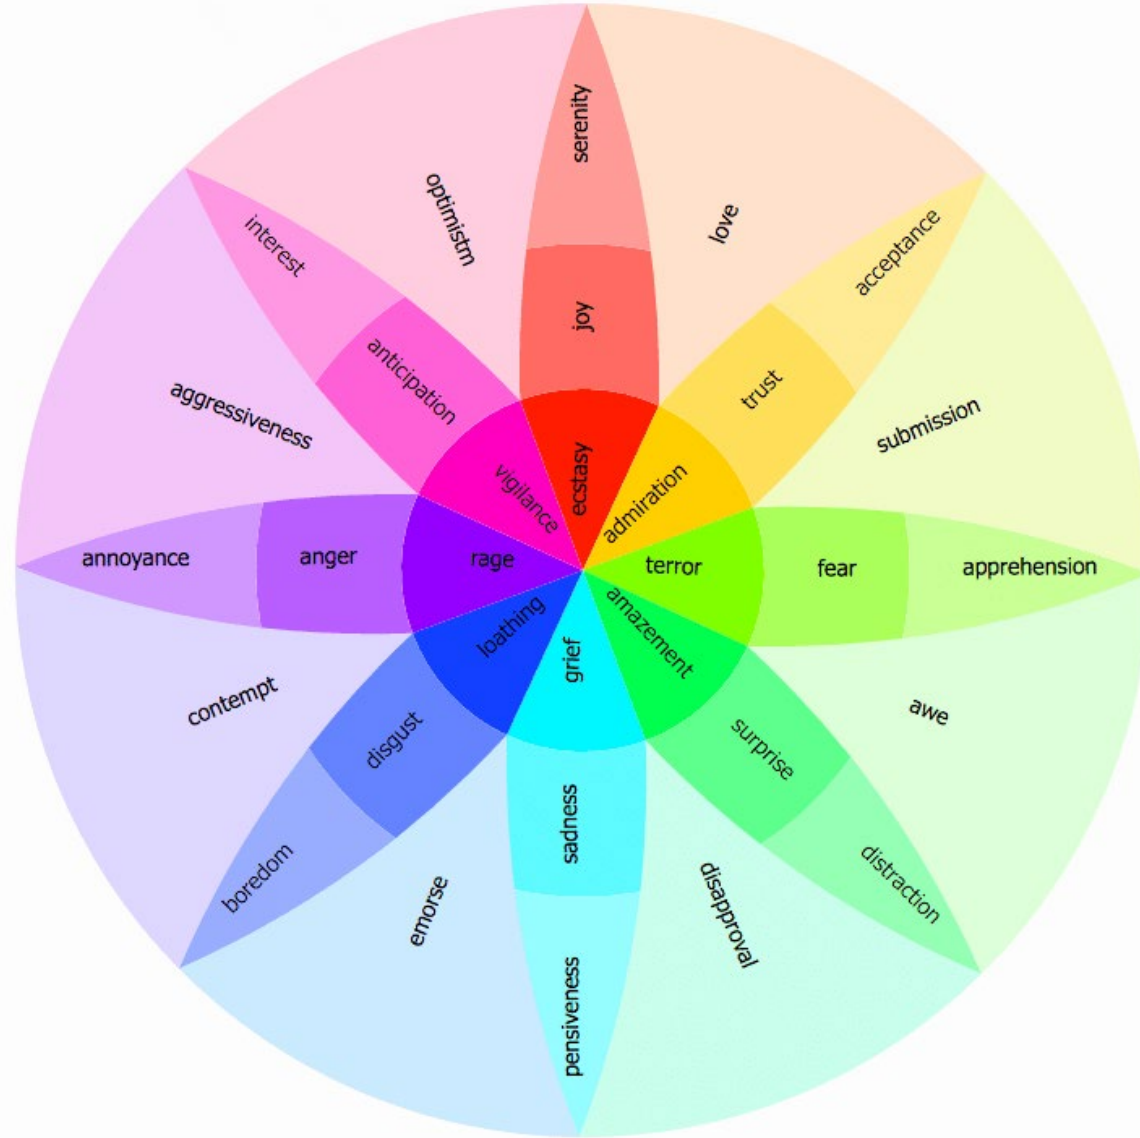 serenity
love
optimistm
interest
acceptance
joy
anticipation
trust
aggressiveness
submission
ecstasy
vigilance
admiration
annoyance
anger
rage
terror
fear
apprehension
loathing
amazement
grief
contempt
awe
disgust
surprise
sadness
boredom
distraction
emorse
disapproval
pensiveness